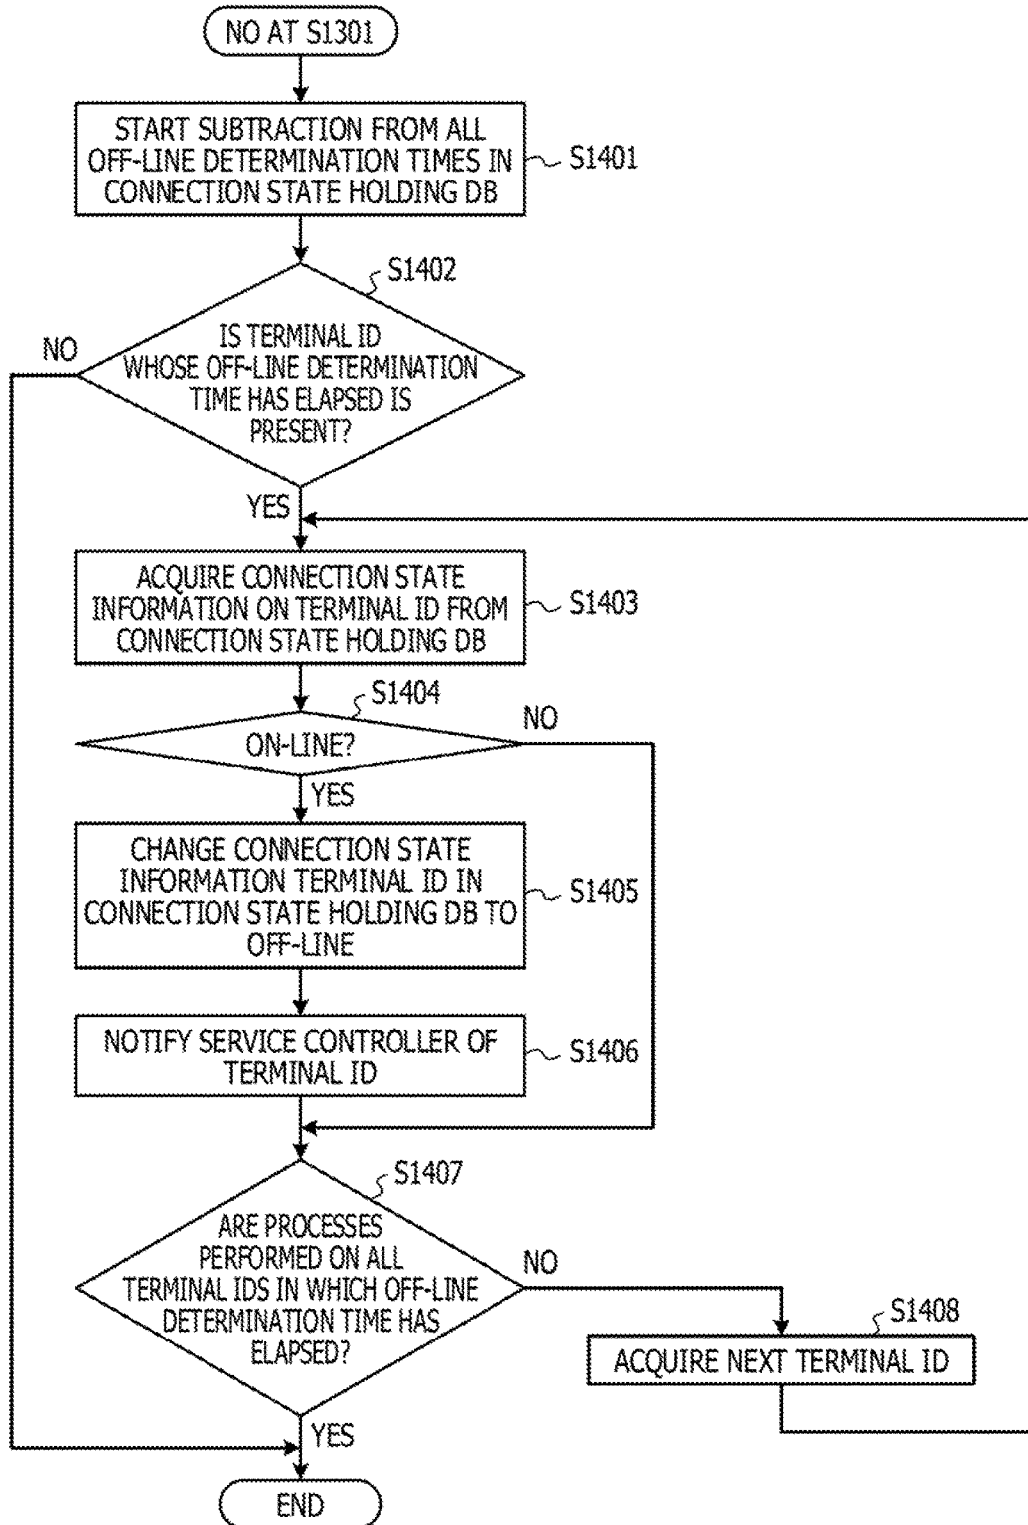 NO AT S1301
START SUBTRACTION FROM ALL
OFF-LINE DETERMINATION TIMES IN
CONNECTION STATE HOLDING DB
S1401
S1402
IS TERMINAL ID
WHOSE OFF-LINE DETERMINATION
TIME HAS ELAPSED IS
PRESENT?
NO
YES
ACQUIRE CONNECTION STATE
INFORMATION ON TERMINAL ID FROM
CONNECTION STATE HOLDING DB
S1403
S1404
ON-LINE?
NO
YES
CHANGE CONNECTION STATE
INFORMATION TERMINAL ID IN
CONNECTION STATE HOLDING DB TO
OFF-LINE
S1405
NOTIFY SERVICE CONTROLLER OF
TERMINAL ID
S1406
S1407
ARE PROCESSES
PERFORMED ON ALL
TERMINAL IDS IN WHICH OFF-LINE
DETERMINATION TIME HAS
ELAPSED?
NO
S1408
ACQUIRE NEXT TERMINAL ID
YES
END